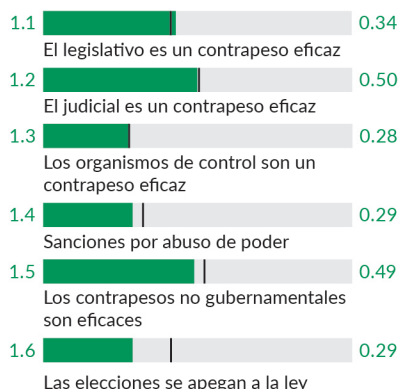 1.1 0.34
El legislativo es un contrapeso eficaz
1.2 0.50
El judicial es un contrapeso eficaz
1.3 0.28
Los organismos de control son un
contrapeso eficaz
1.4 0.29
Sanciones por abuso de poder
1.5 0.49
Los contrapesos no gubernamentales
son eficaces
1.6 0.29
Las elecciones se apegan a la ley